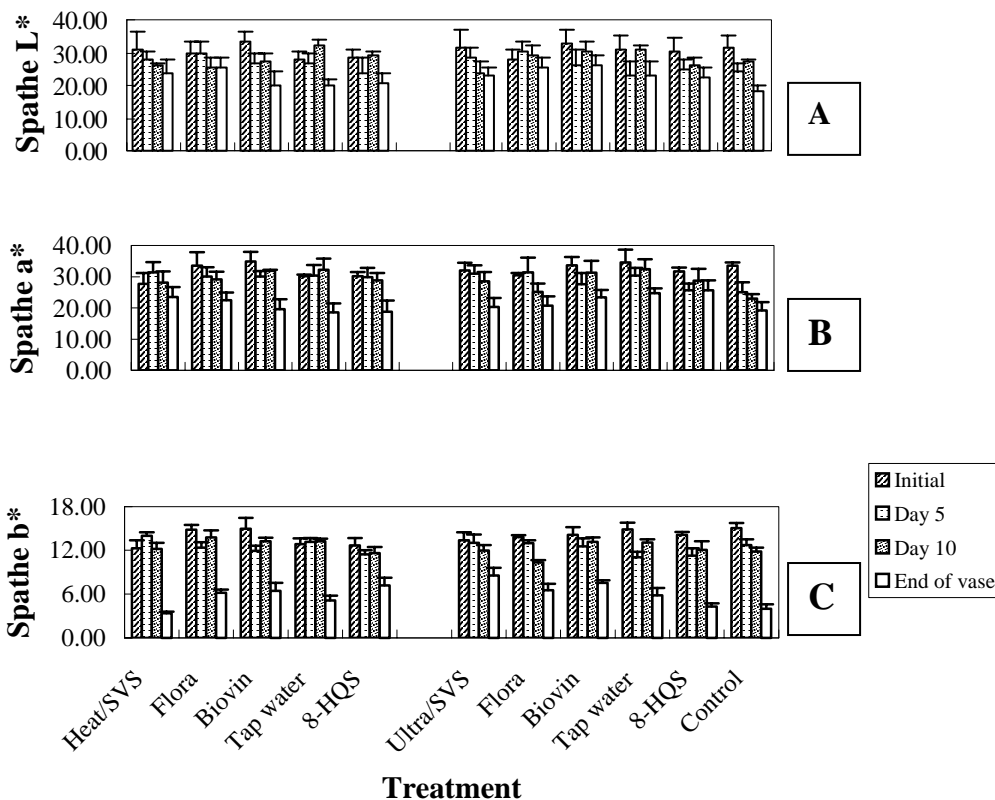 Spathe L*
40.00
30.00
20.00
10.00
0.00
A
Spathe a*
40.00
30.00
20.00
10.00
0.00
B
Spathe b*
18.00
12.00
6.00
0.00
C
Initial
Day 5
Day 10
End of vase
Heat/SVS
Flora
Biovin
Tap water
8-HQS
Ultra/SVS
Flora
Biovin
Tap water
8-HQS
Control
Treatment